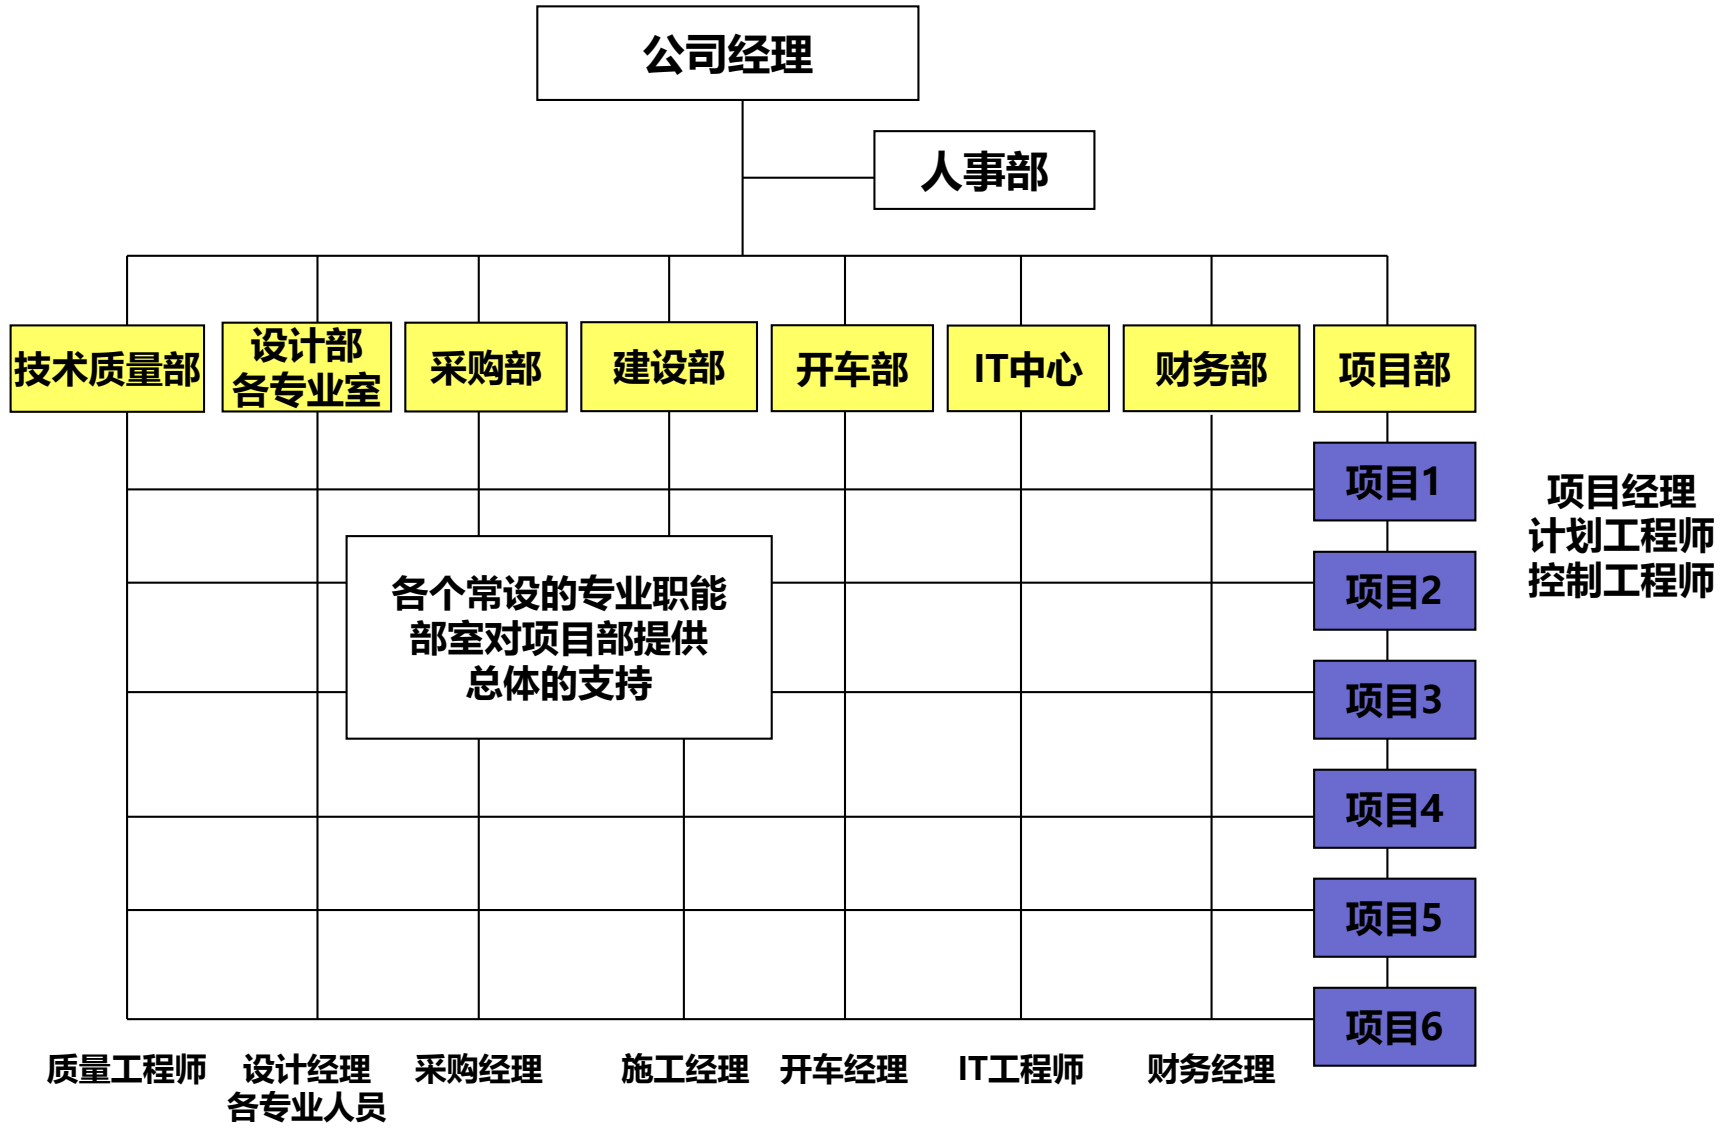 公司经理
人事部
技术质量部
设计部
各专业室
采购部
建设部
开车部
IT中心
财务部
项目部
项目1
项目经理
计划工程师
控制工程师
项目2
各个常设的专业职能
部室对项目部提供
总体的支持
项目3
项目4
项目5
项目6
质量工程师
设计经理
各专业人员
采购经理
施工经理
开车经理
IT工程师
财务经理